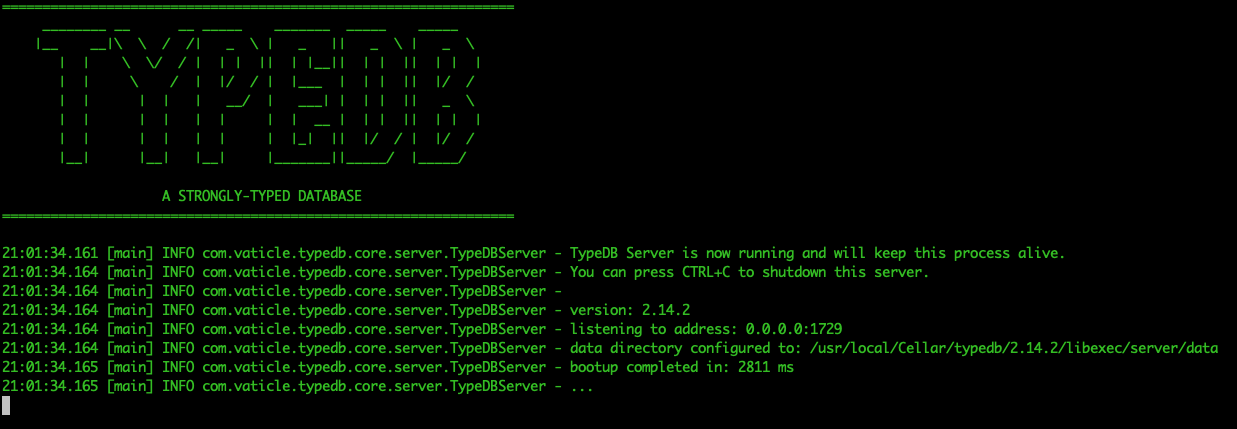 TYPEDB
A STRONGLY-TYPED DATABASE
21:01:34.161 [main] INFO com.vaticle.typedb.core.server.TypeDBServer - TypeDB Server is now running and will keep this process alive.
21:01:34.164 [main] INFO com.vaticle.typedb.core.server.TypeDBServer - You can press CTRL+C to shutdown this server.
21:01:34.164 [main] INFO com.vaticle.typedb.core.server.TypeDBServer -
21:01:34.164 [main] INFO com.vaticle.typedb.core.server.TypeDBServer - version: 2.14.2
21:01:34.164 [main] INFO com.vaticle.typedb.core.server.TypeDBServer - listening to address: 0.0.0.0:1729
21:01:34.164 [main] INFO com.vaticle.typedb.core.server.TypeDBServer - data directory configured to: /usr/local/Cellar/typedb/2.14.2/libexec/server/data
21:01:34.165 [main] INFO com.vaticle.typedb.core.server.TypeDBServer - bootup completed in: 2811 ms
21:01:34.165 [main] INFO com.vaticle.typedb.core.server.TypeDBServer - ...